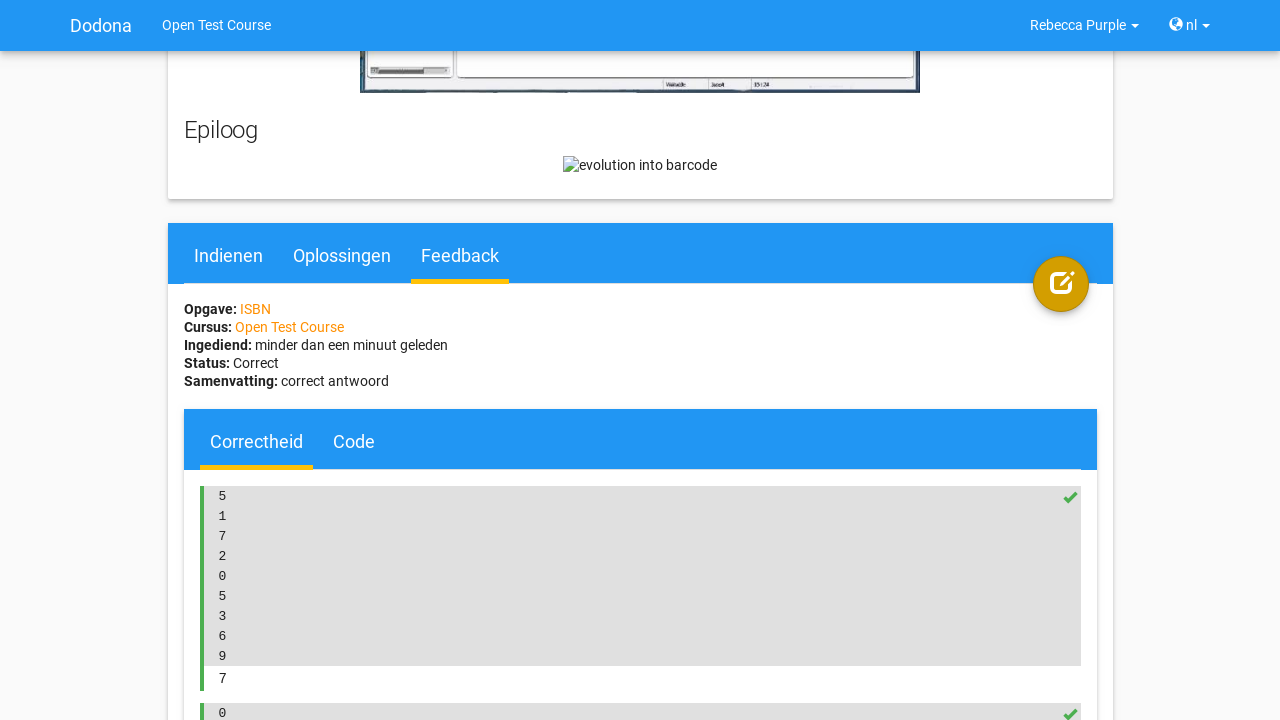 Dodona Open Test Course Rebecca Purple nl
Epiloog
evolution into barcode
Indienen Oplossingen Feedback
Opgave: ISBN
Cursus: Open Test Course
Ingediend: minder dan een minuut geleden
Status: Correct
Samenvatting: correct antwoord
Correctheid Code
5
1
7
2
0
5
3
6
9
7
0